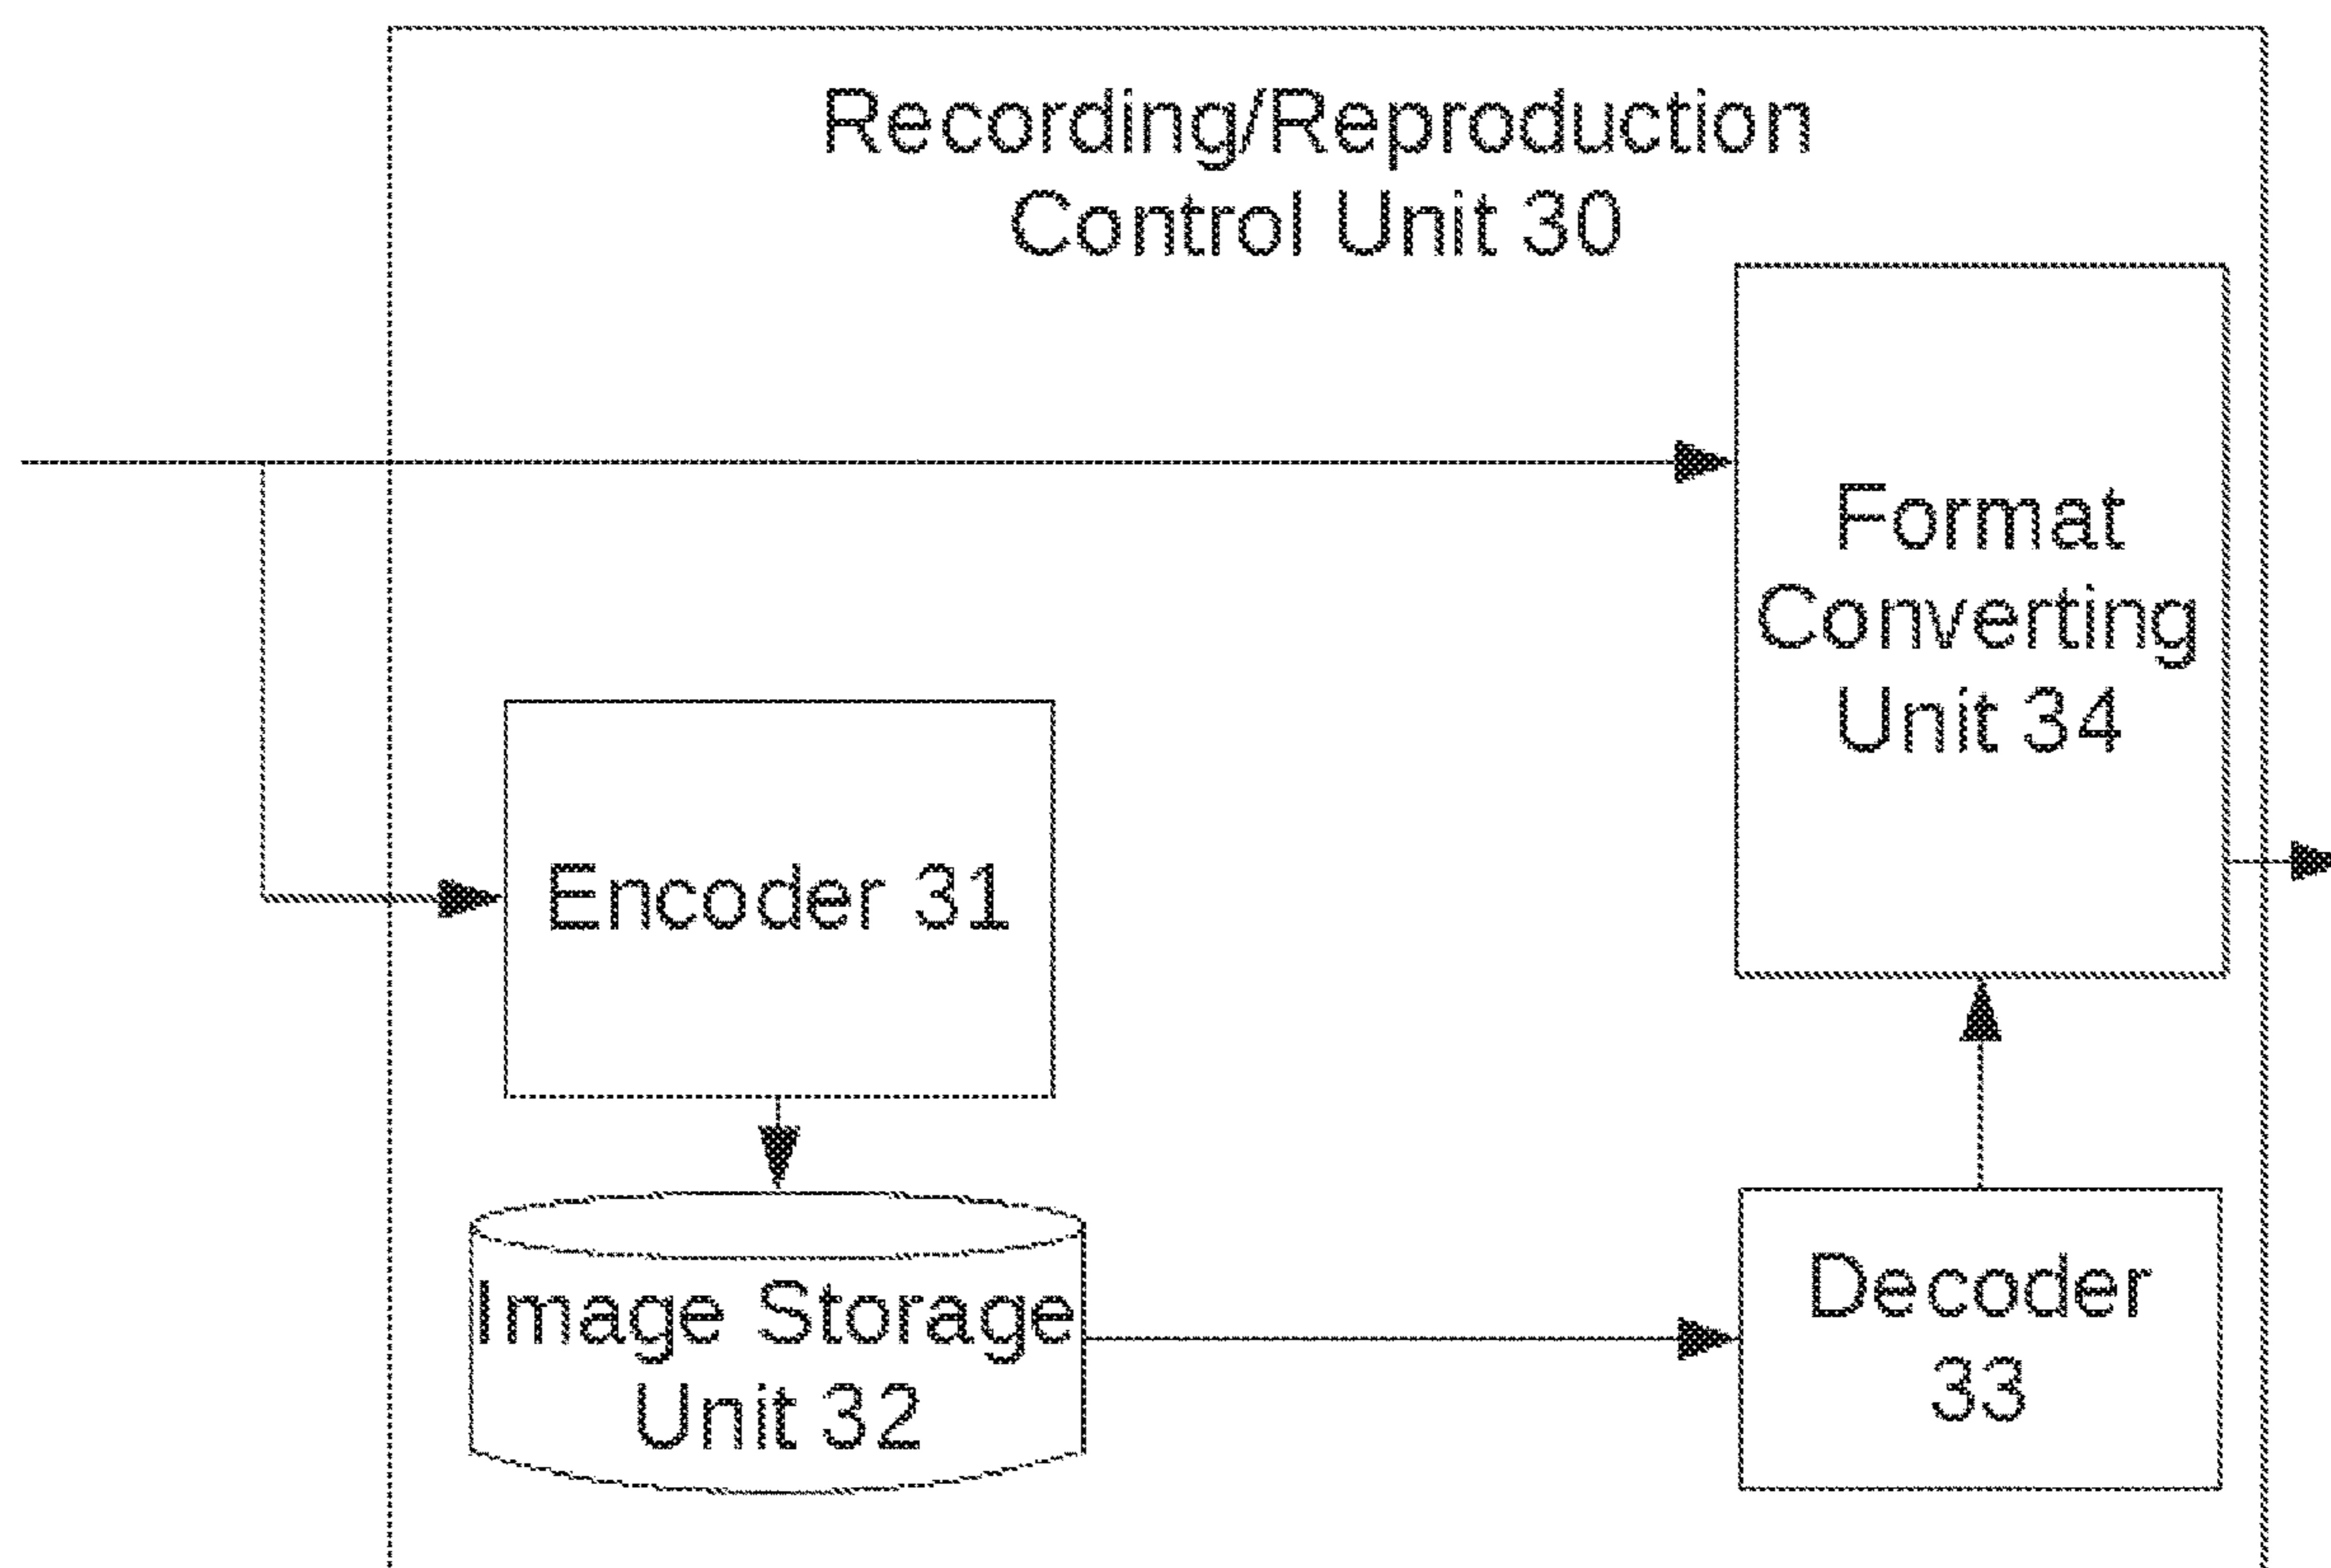 Recording/Reproduction
Control Unit 30
Format
Converting
Unit 34
Encoder 31
Image Storage
Unit 32
Decoder
33